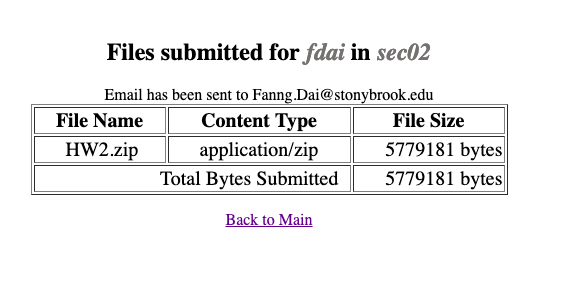 Files submitted for fdai in sec02
Email has been sent to Fanng.Dai@stonybrook.edu
File Name Content Type File Size
HW2.zip application/zip 5779181 bytes
Total Bytes Submitted 5779181 bytes
Back to Main